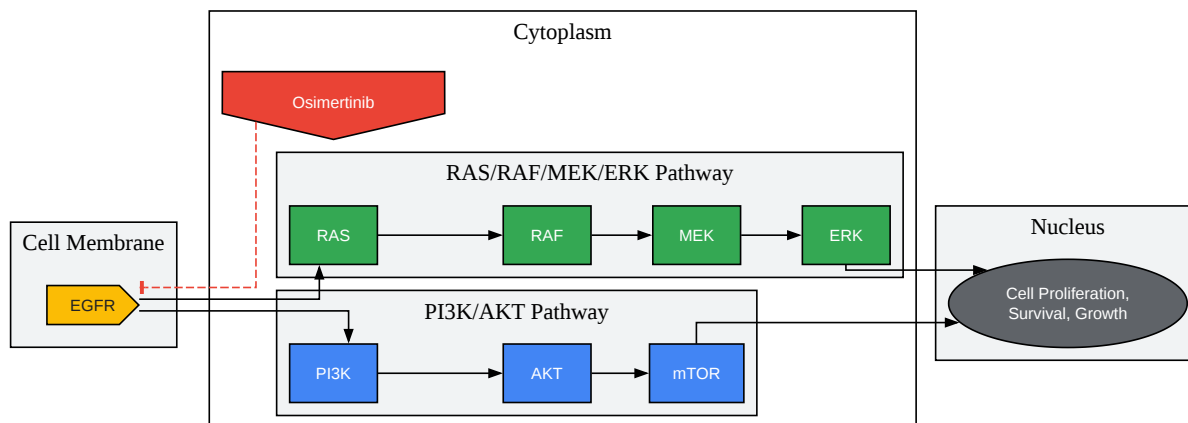 Cytoplasm
Osimertinib
RAS/RAF/MEK/ERK Pathway
RAS
RAF
MEK
ERK
Cell Membrane
EGFR
Nucleus
Cell Proliferation,
Survival, Growth
PI3K/AKT Pathway
PI3K
AKT
mTOR